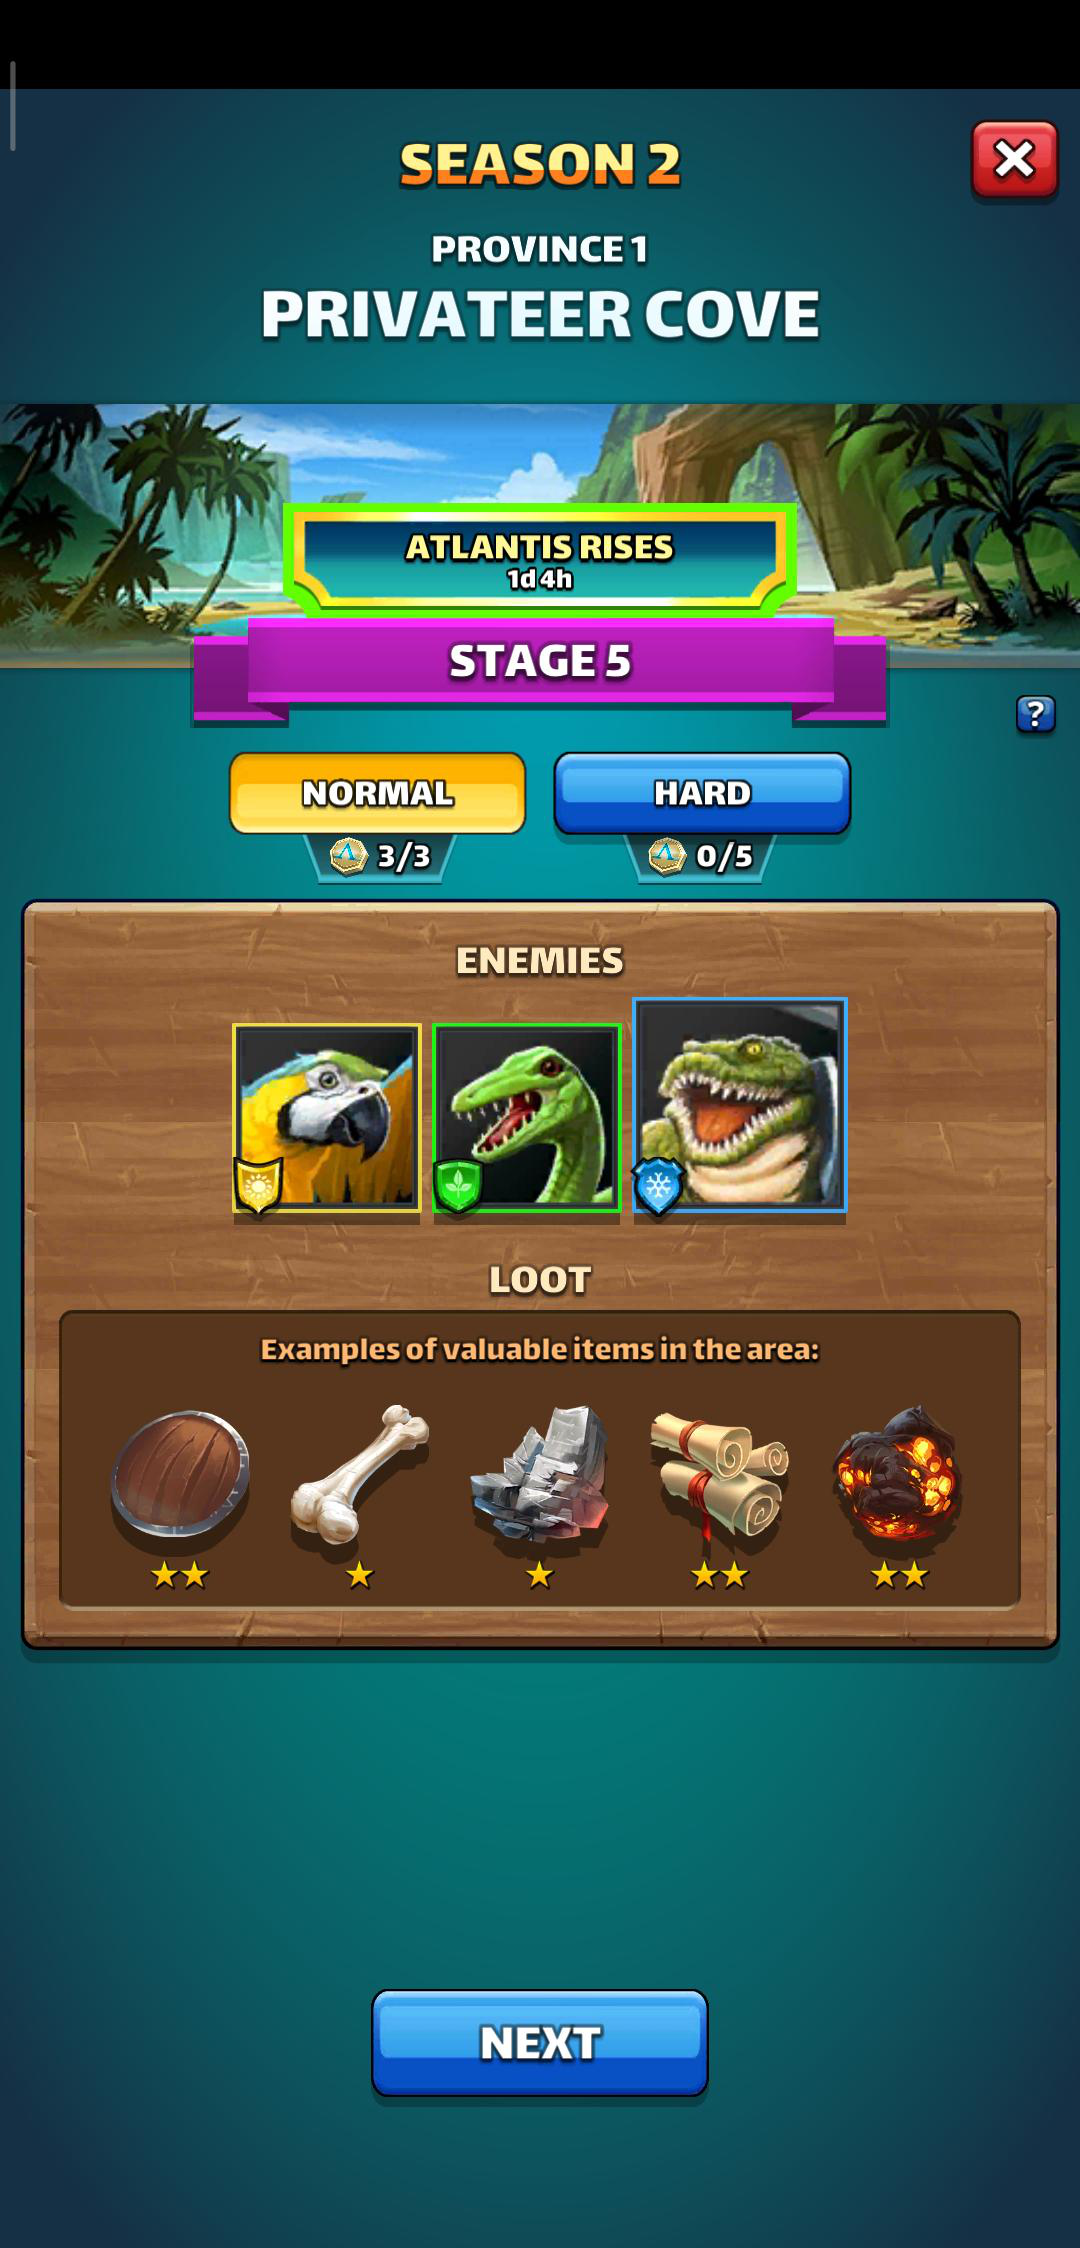 SEASON 2
PROVINCE 1
PRIVATEER COVE
ATLANTIS RISES
1d 4h
STAGE 5
?
NORMAL
HARD
3/3
0/5
ENEMIES
LOOT
Examples of valuable items in the area:
NEXT